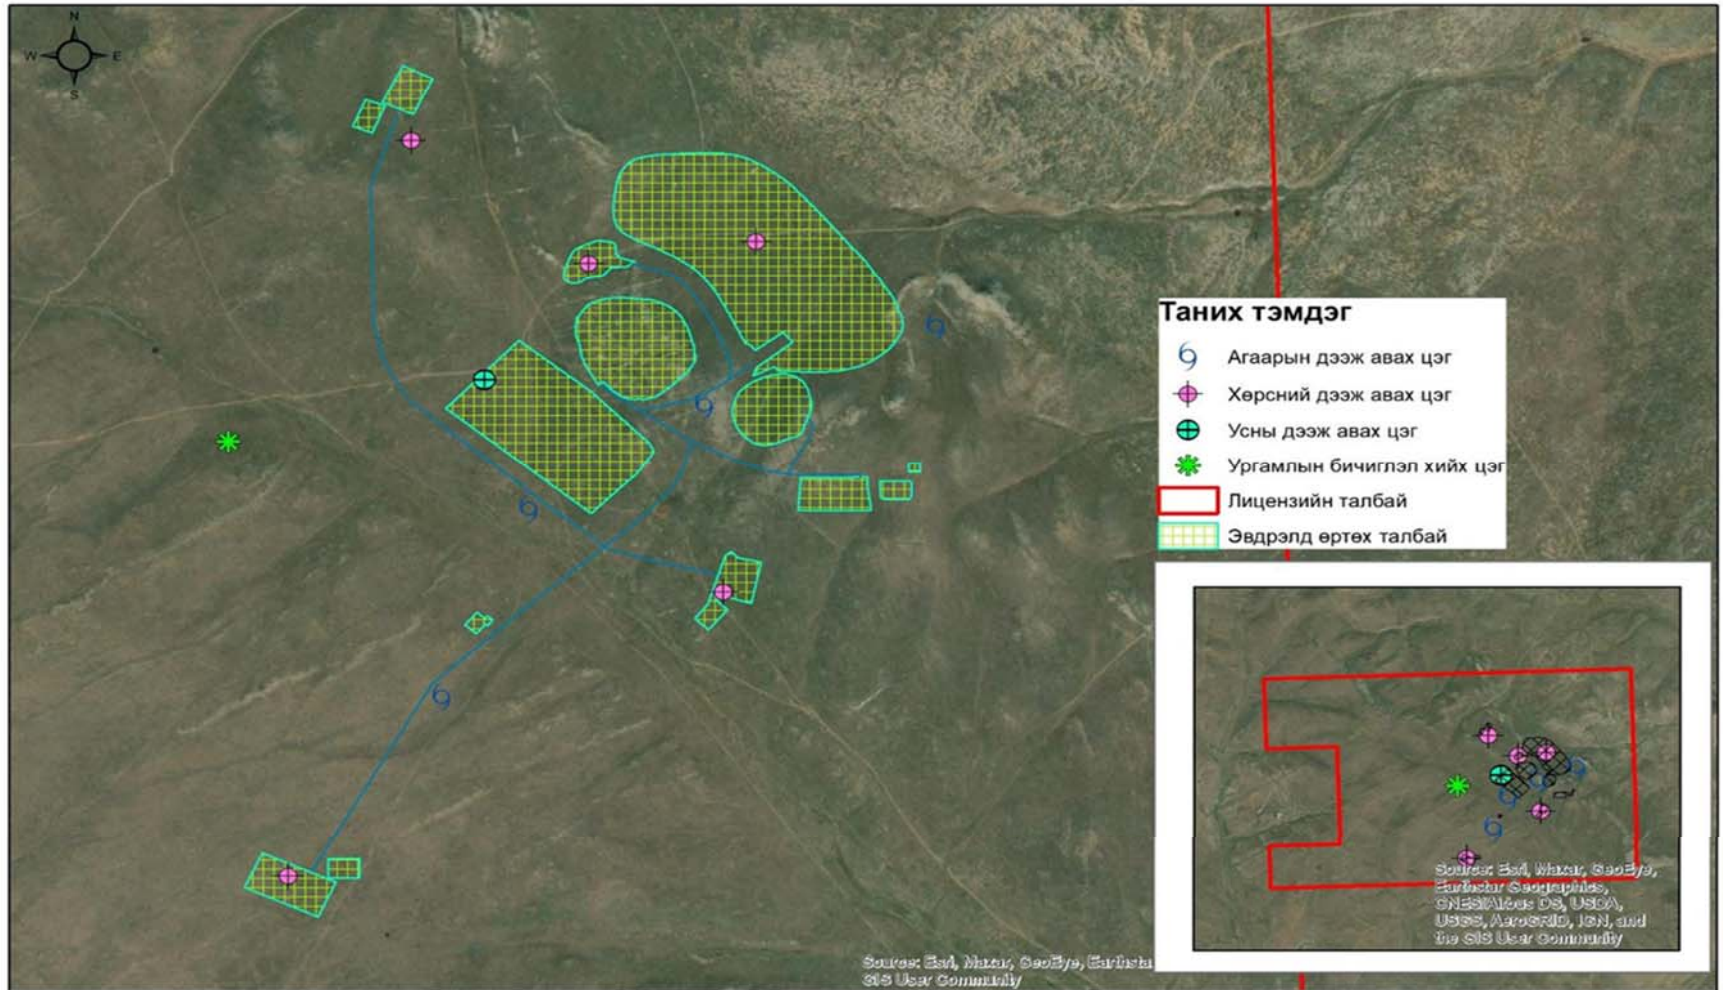 N
W E
S
Таних тэмдэг
Агаарын дээж авах цэг
Хөрсний дээж авах цэг
Усны дээж авах цэг
Ургамлын бичиглэл хийх цэг
Лицензийн талбай
Эвдрэлд өртөх талбай
Source: Esri, Maxar, GeoEye,
Earthstar Geographics,
CNES/Airbus DS, USDA,
USGS, AeroGRID, IGN, and
the GIS User Community
Source: Esri, Maxar, GeoEye, Earthsta
GIS User Community